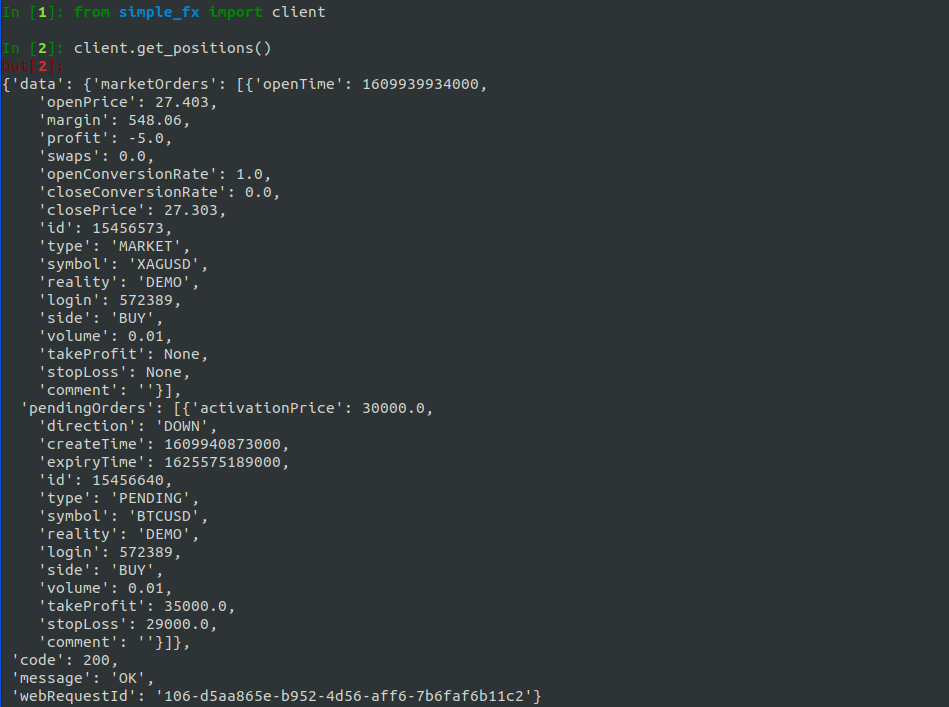 In [1]: from simple_fx import client
In [2]: client.get_positions()
Out[2]:
{'data': {'marketOrders': [{'openTime': 1609939934000,
'openPrice': 27.403,
'margin': 548.06,
'profit': -5.0,
'swaps': 0.0,
'openConversionRate': 1.0,
'closeConversionRate': 0.0,
'closePrice': 27.303,
'id': 15456573,
'type': 'MARKET',
'symbol': 'XAGUSD',
'reality': 'DEMO',
'login': 572389,
'side': 'BUY',
'volume': 0.01,
'takeProfit': None,
'stopLoss': None,
'comment': ''}],
'pendingOrders': [{'activationPrice': 30000.0,
'direction': 'DOWN',
'createTime': 1609940873000,
'expiryTime': 1625575189000,
'id': 15456640,
'type': 'PENDING',
'symbol': 'BTCUSD',
'reality': 'DEMO',
'login': 572389,
'side': 'BUY',
'volume': 0.01,
'takeProfit': 35000.0,
'stopLoss': 29000.0,
'comment': ''}]},
'code': 200,
'message': 'OK',
'webRequestId': '106-d5aa865e-b952-4d56-aff6-7b6faf6b11c2'}